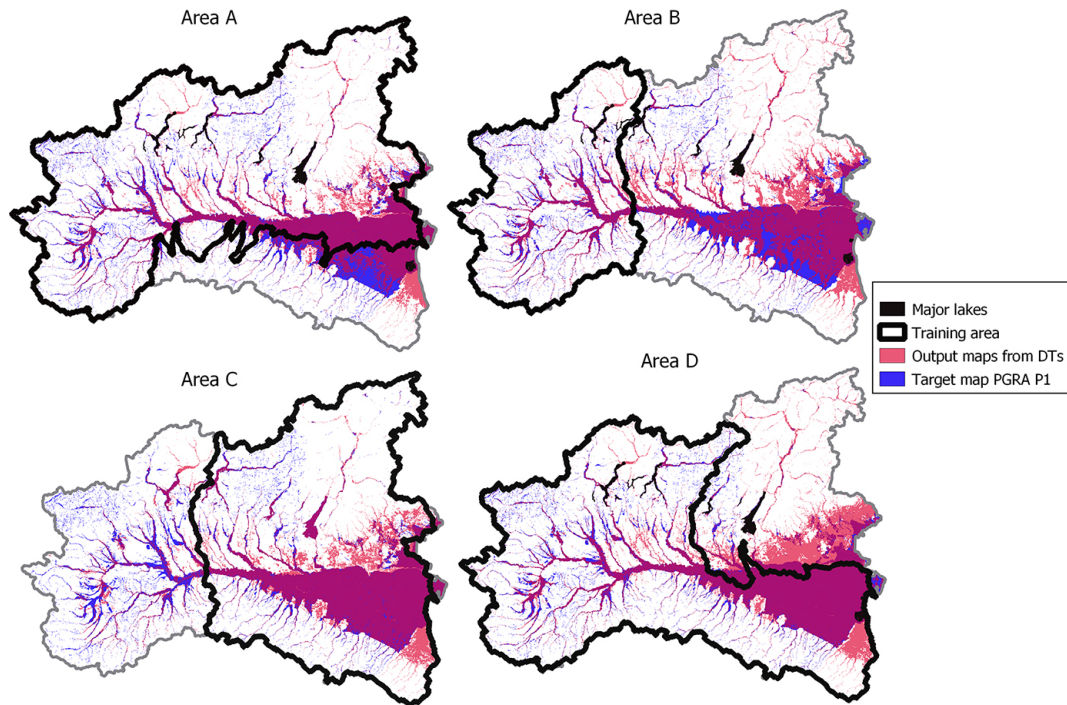 Area A
Area B
Major lakes
Training area
Output maps from DTs
Target map PGRA P1
Area C
Area D